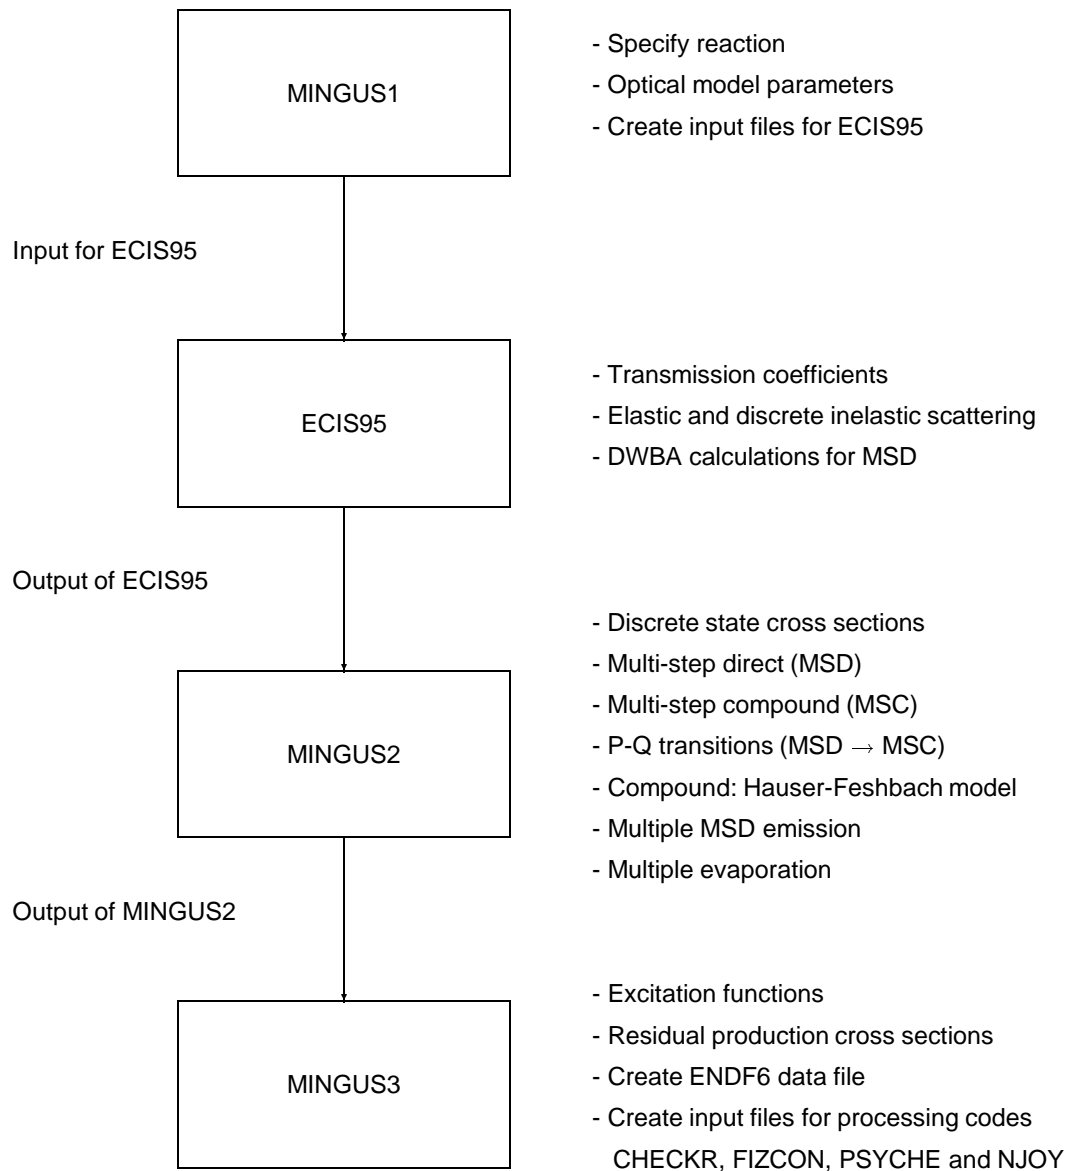 MINGUS1
- Specify reaction
- Optical model parameters
- Create input files for ECIS95
Input for ECIS95
ECIS95
- Transmission coefficients
- Elastic and discrete inelastic scattering
- DWBA calculations for MSD
Output of ECIS95
MINGUS2
- Discrete state cross sections
- Multi-step direct (MSD)
- Multi-step compound (MSC)
- P-Q transitions (MSD → MSC)
- Compound: Hauser-Feshbach model
- Multiple MSD emission
- Multiple evaporation
Output of MINGUS2
MINGUS3
- Excitation functions
- Residual production cross sections
- Create ENDF6 data file
- Create input files for processing codes
CHECKR, FIZCON, PSYCHE and NJOY